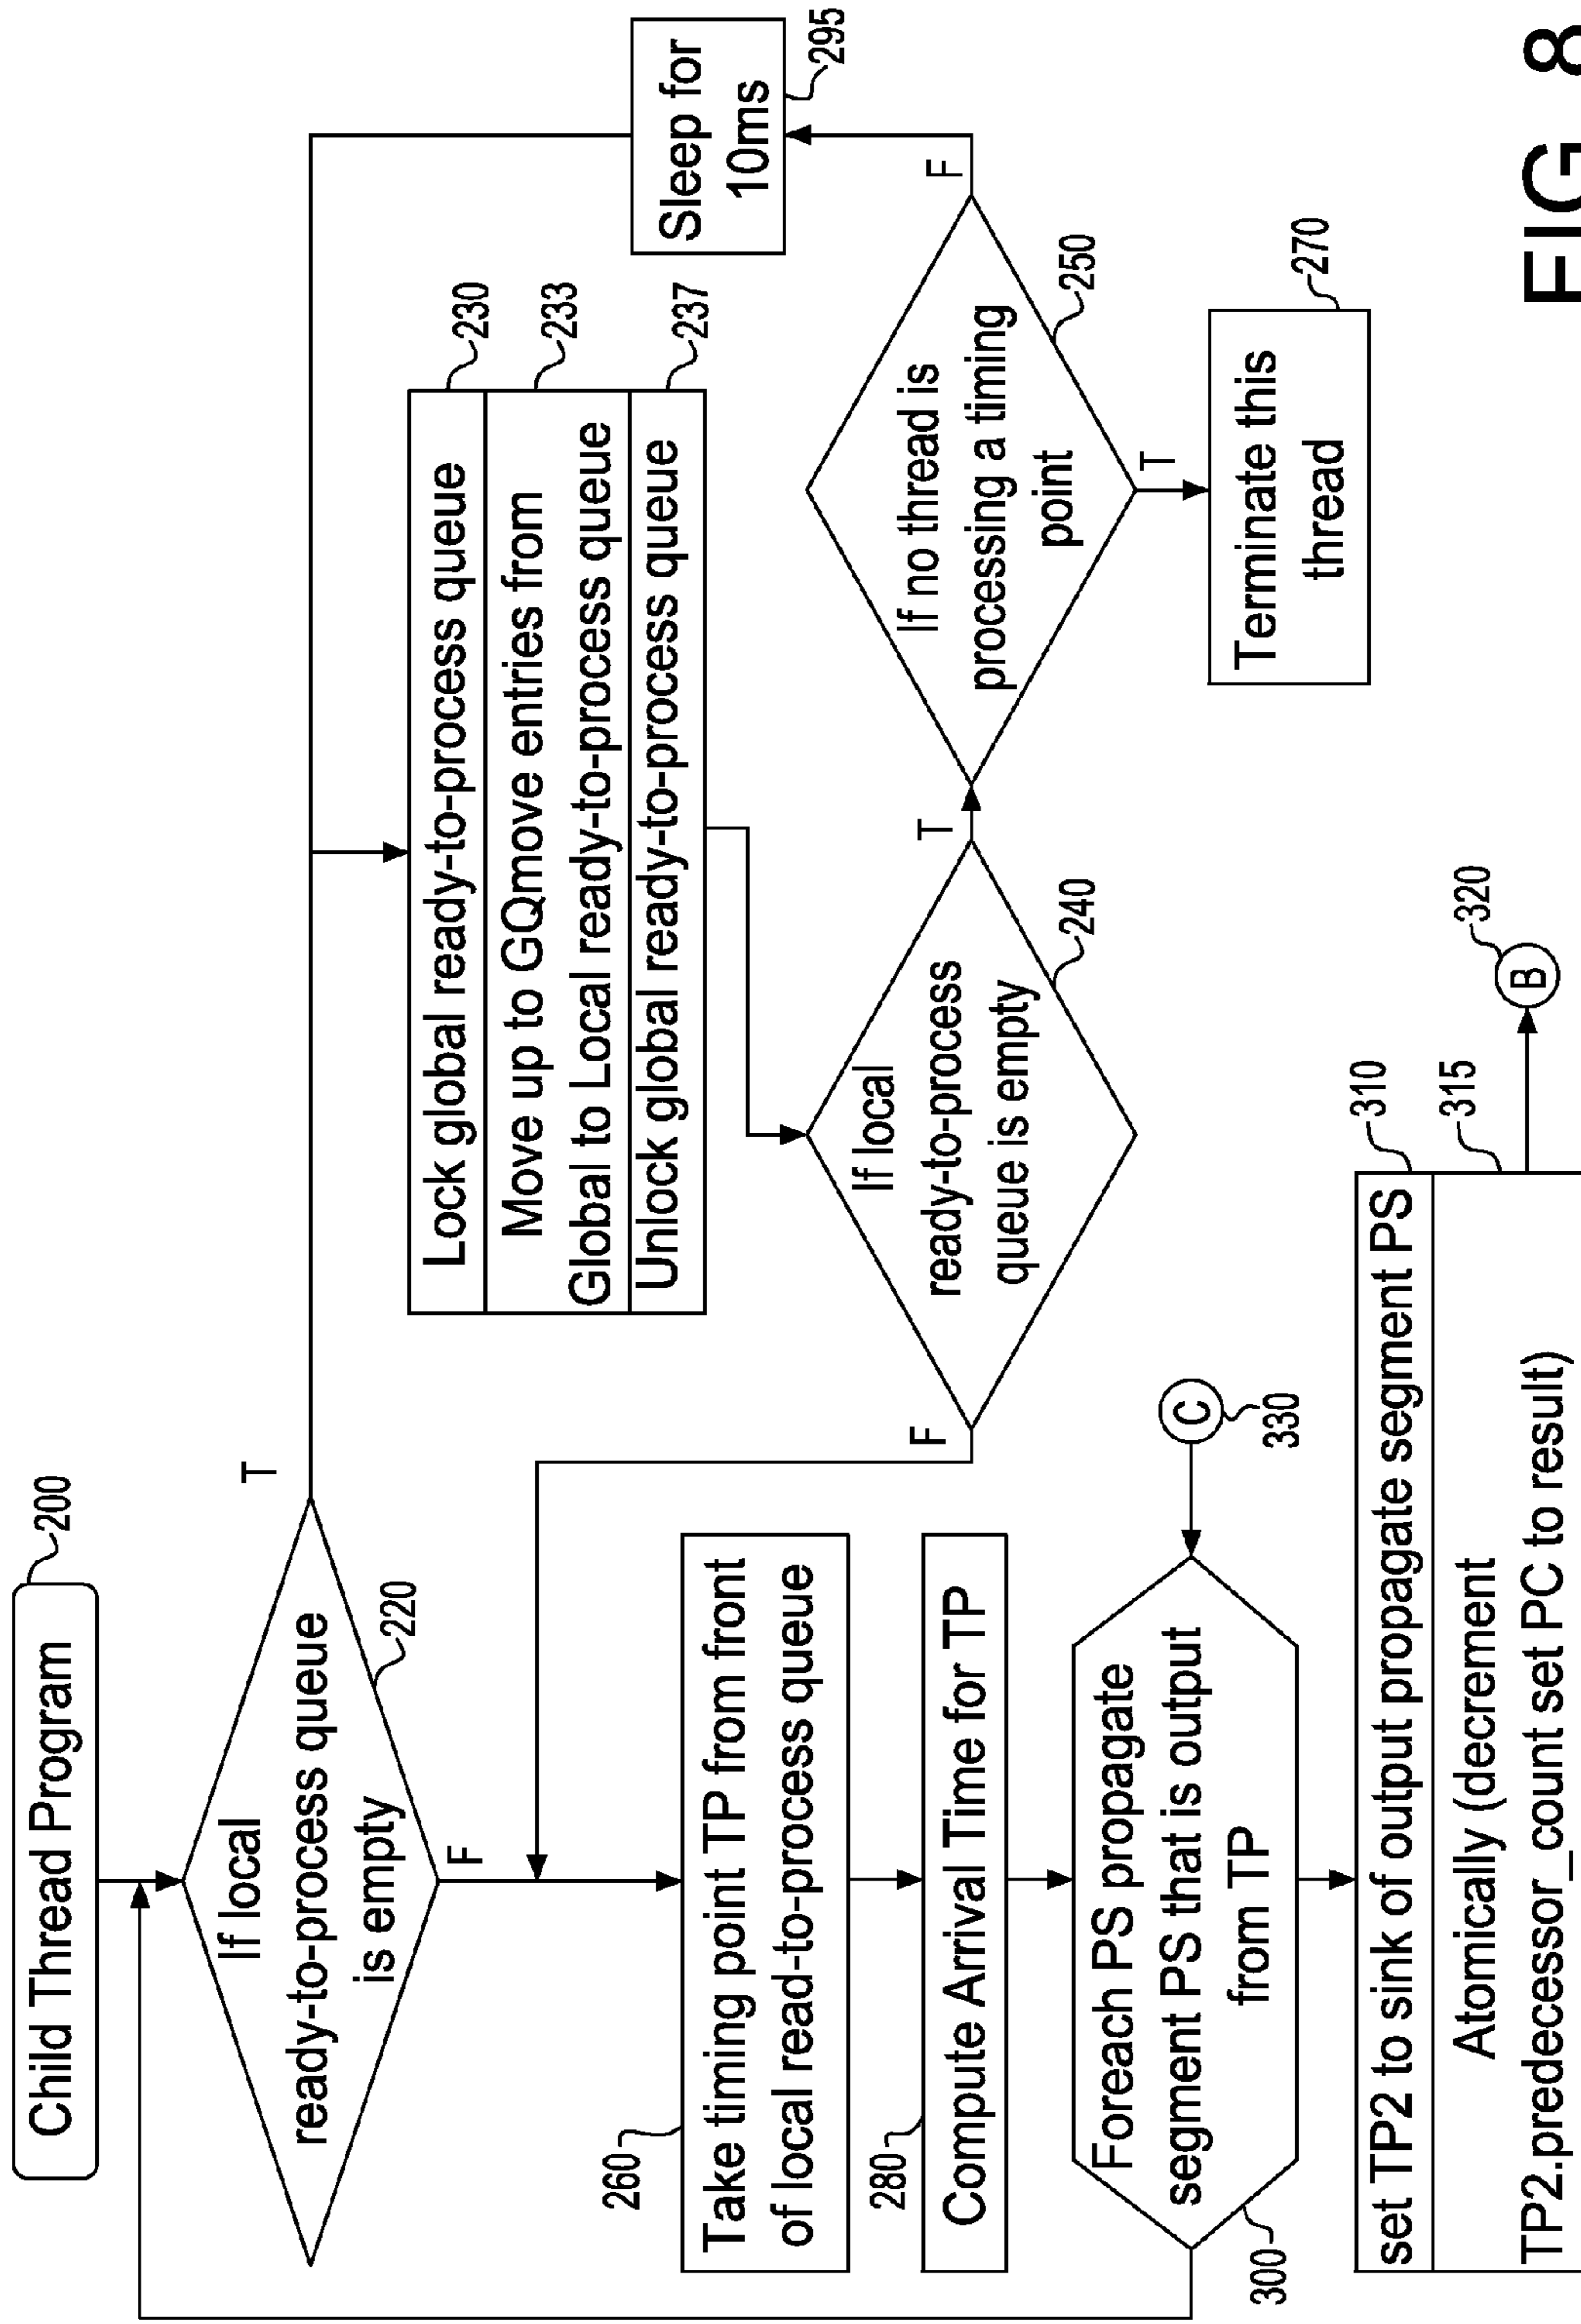 Child Thread Program
200
If local
ready-to-process queue
is empty
220
T
F
Lock global ready-to-process queue
230
Move up to GQmove entries from
Global to Local ready-to-process queue
233
Unlock global ready-to-process queue
237
Sleep for
10ms
295
If local
ready-to-process
queue is empty
240
F
T
If no thread is
processing a timing
point
250
F
T
Terminate this
thread
270
260
Take timing point TP from front
of local read-to-process queue
280
Compute Arrival Time for TP
Foreach PS propagate
segment PS that is output
from TP
300
C
330
set TP2 to sink of output propagate segment PS
310
Atomically (decrement
TP2.predecessor_count set PC to result)
315
B
320
FIG 8